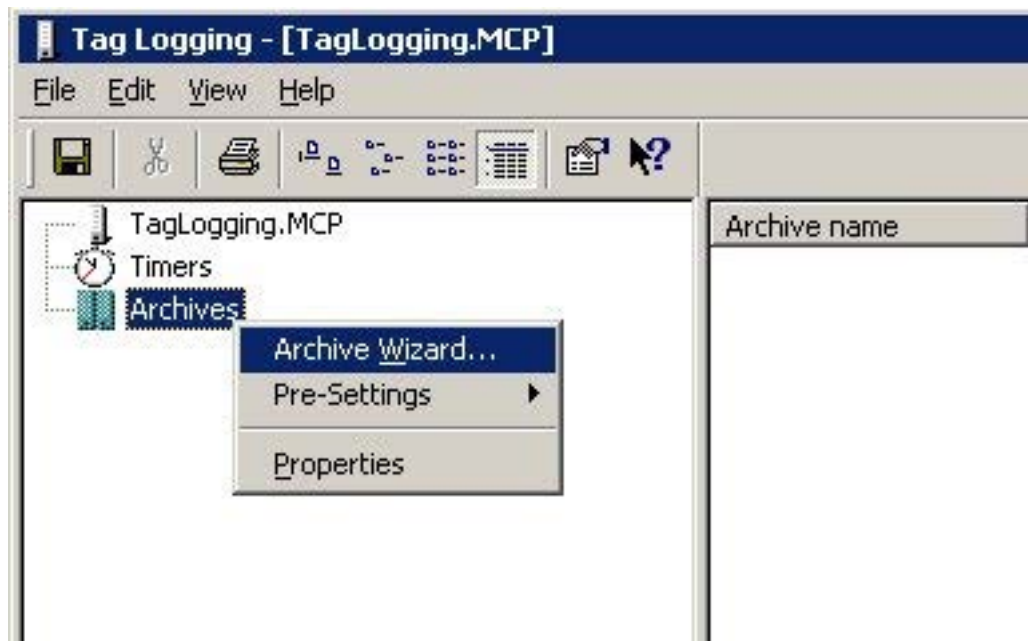 Tag Logging - [TagLogging.MCP]
File Edit View Help
TagLogging.MCP
Timers
Archives
Archive Wizard...
Pre-Settings
Properties
Archive name